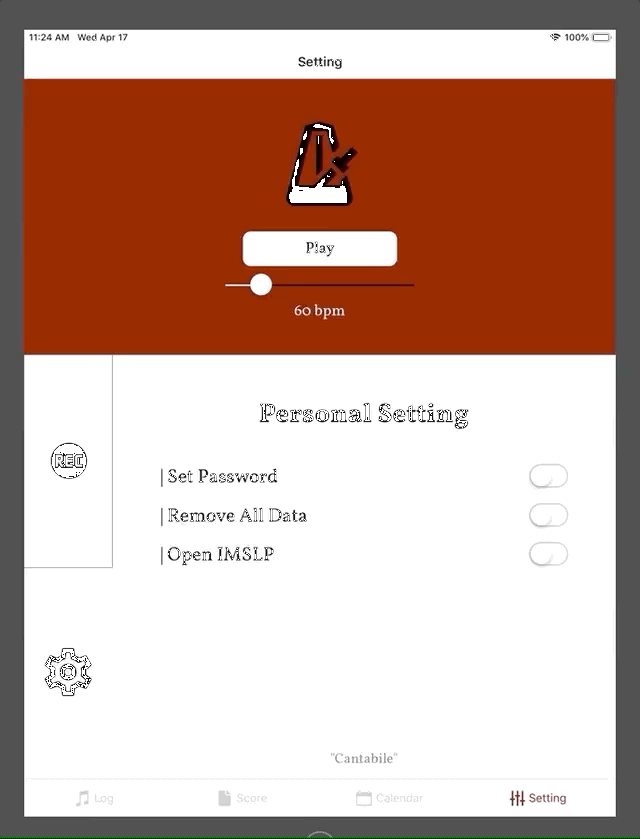 11:24 AM Wed Apr 17 100%
Setting
Play
60 bpm
Personal Setting
REC
| Set Password
| Remove All Data
| Open IMSLP
"Cantabile"
Log Score Calendar Setting